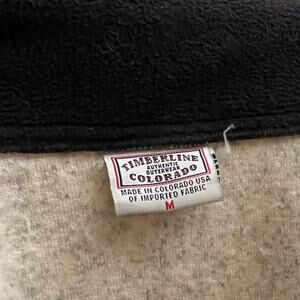 TIMBERLINE
AUTHENTIC
OUTERWEAR
COLORADO
MADE IN COLORADO USA
OF IMPORTED FABRIC
M